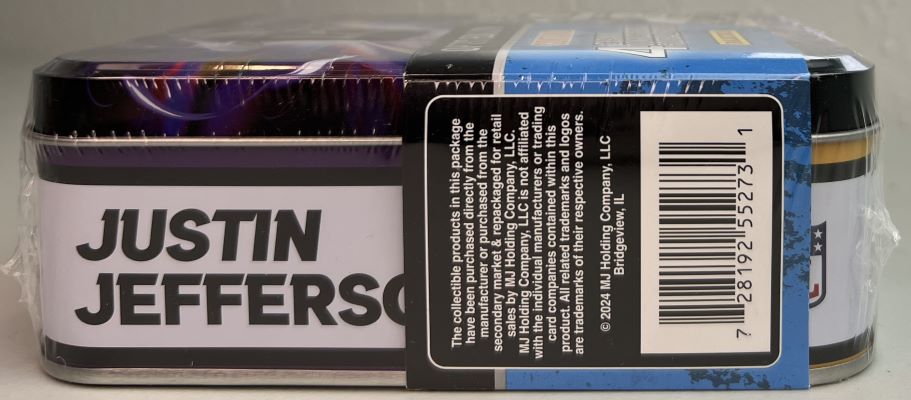 JUSTIN
JEFFERSO
The collectible products in this package
have been purchased directly from the
manufacturer or purchased from the
secondary market & repackaged for retail
sales by MJ Holding Company, LLC.
MJ Holding Company, LLC is not affiliated
with the individual manufacturers or trading
card companies contained within this
product. All related trademarks and logos
are trademarks of their respective owners.
© 2024 MJ Holding Company, LLC
Bridgeview, IL
7 28192 55273 1